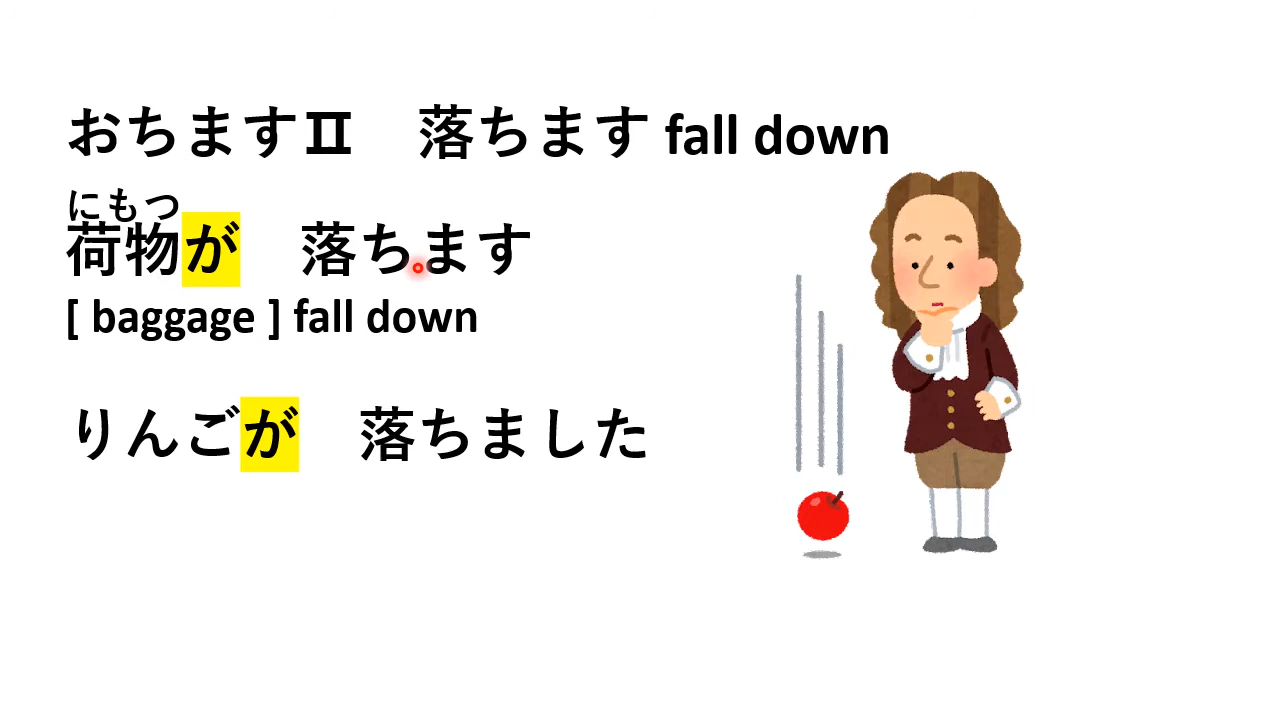 おちますⅡ　落ちます fall down
にもつ
荷物が　落ちます
[ baggage ] fall down
りんごが　落ちました